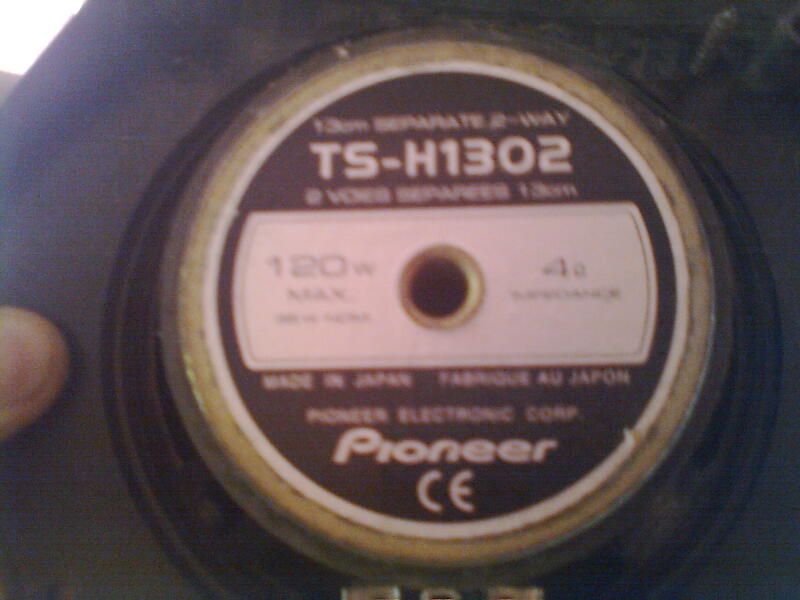 13cm SEPARATE 2-WAY
TS-H1302
2 VOIES SEPAREES 13cm
120W
MAX.
4Ω
IMPEDANCE
MADE IN JAPAN FABRIQUE AU JAPON
PIONEER ELECTRONIC CORP.
Pioneer
CE